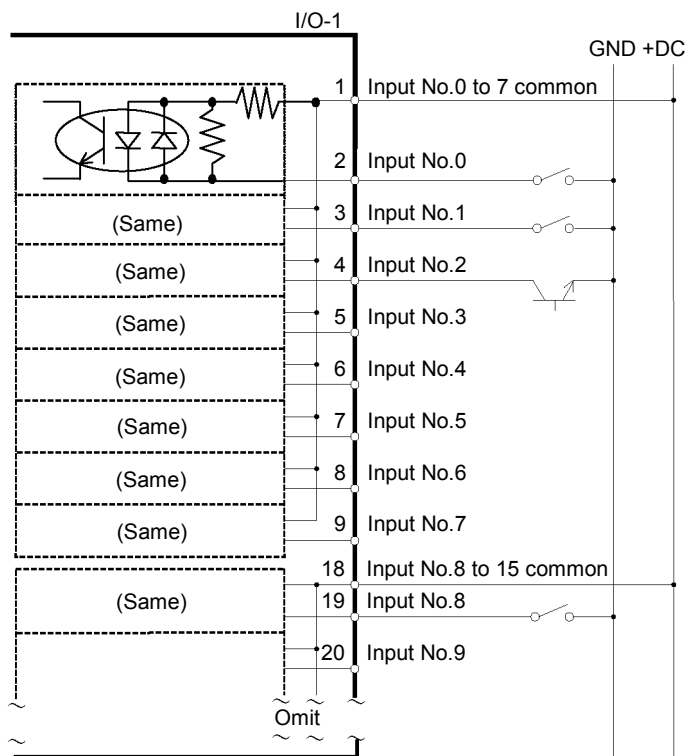 I/O-1
GND +DC
1 Input No.0 to 7 common
2 Input No.0
(Same) 3 Input No.1
(Same) 4 Input No.2
(Same) 5 Input No.3
(Same) 6 Input No.4
(Same) 7 Input No.5
(Same) 8 Input No.6
(Same) 9 Input No.7
18 Input No.8 to 15 common
(Same) 19 Input No.8
20 Input No.9
Omit